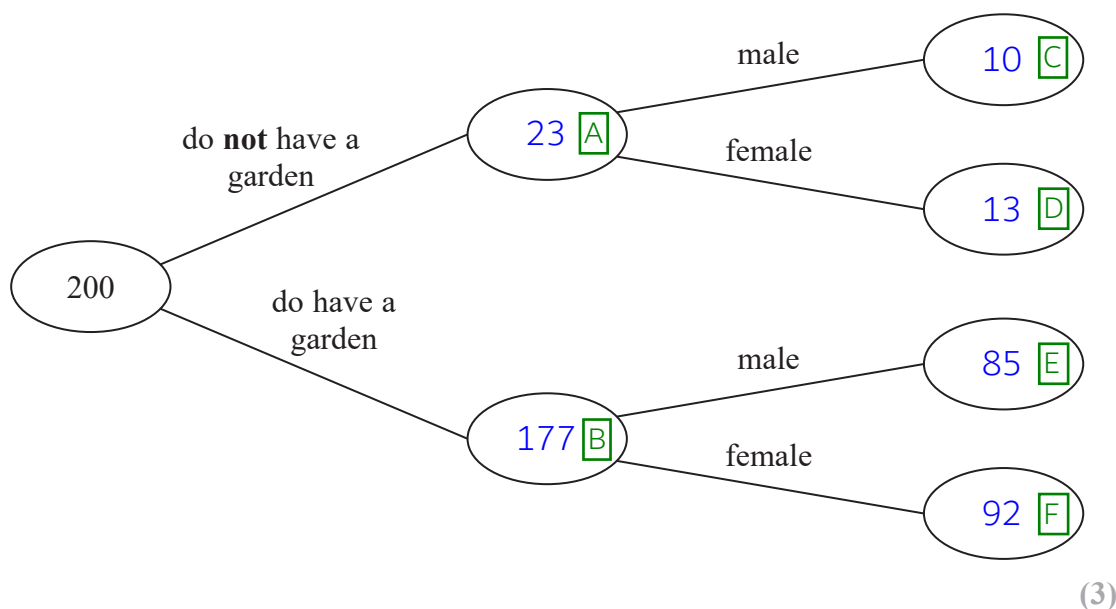 male
10 C
do not have a
garden
23 A
female
13 D
200
do have a
garden
male
85 E
177 B
female
92 F
(3)